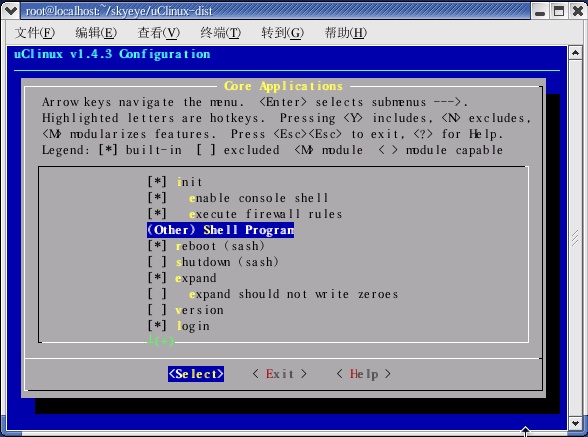 root@localhost:~/skyeye/uClinux-dist
文件(F) 编辑(E) 查看(V) 终端(T) 转到(G) 帮助(H)
uClinux v1.4.3 Configuration
Core Applications
Arrow keys navigate the menu. <Enter> selects submenus --->.
Highlighted letters are hotkeys. Pressing <Y> includes, <N> excludes,
<M> modularizes features. Press <Esc><Esc> to exit, <?> for Help.
Legend: [*] built-in [ ] excluded <M> module < > module capable
[*] init
[*] enable console shell
[*] execute firewall rules
(Other) Shell Program
[*] reboot (sash)
[ ] shutdown (sash)
[*] expand
[ ] expand should not write zeroes
[ ] version
[*] login
(+)
<Select> < Exit > < Help >